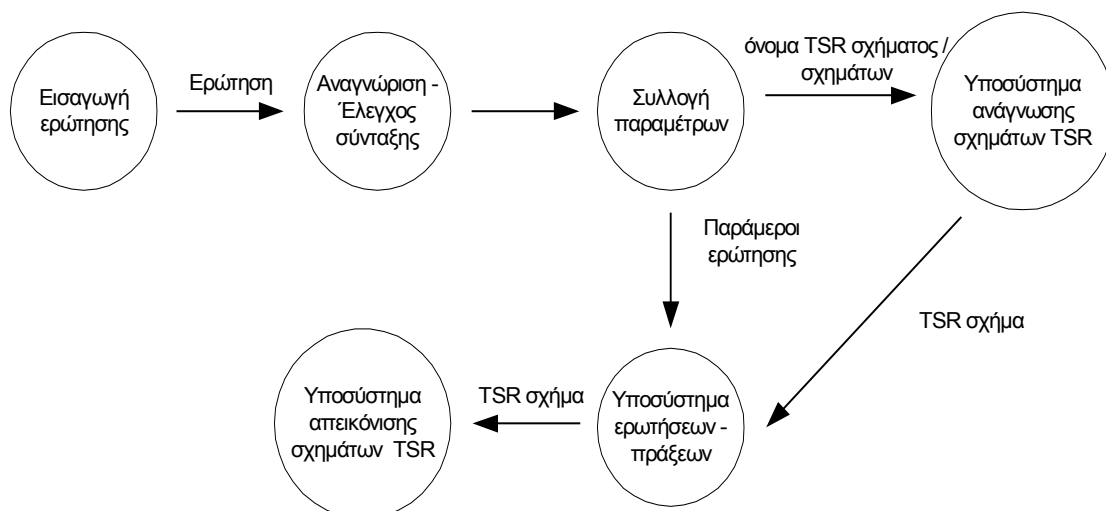 Εισαγωγή
ερώτησης
Ερώτηση
Αναγνώριση -
Έλεγχος
σύνταξης
Συλλογή
παραμέτρων
όνομα TSR σχήματος /
σχημάτων
Υποσύστημα
ανάγνωσης
σχημάτων TSR
Παράμεροι
ερώτησης
TSR σχήμα
Υποσύστημα
απεικόνισης
σχημάτων TSR
TSR σχήμα
Υποσύστημα
ερωτήσεων -
πράξεων